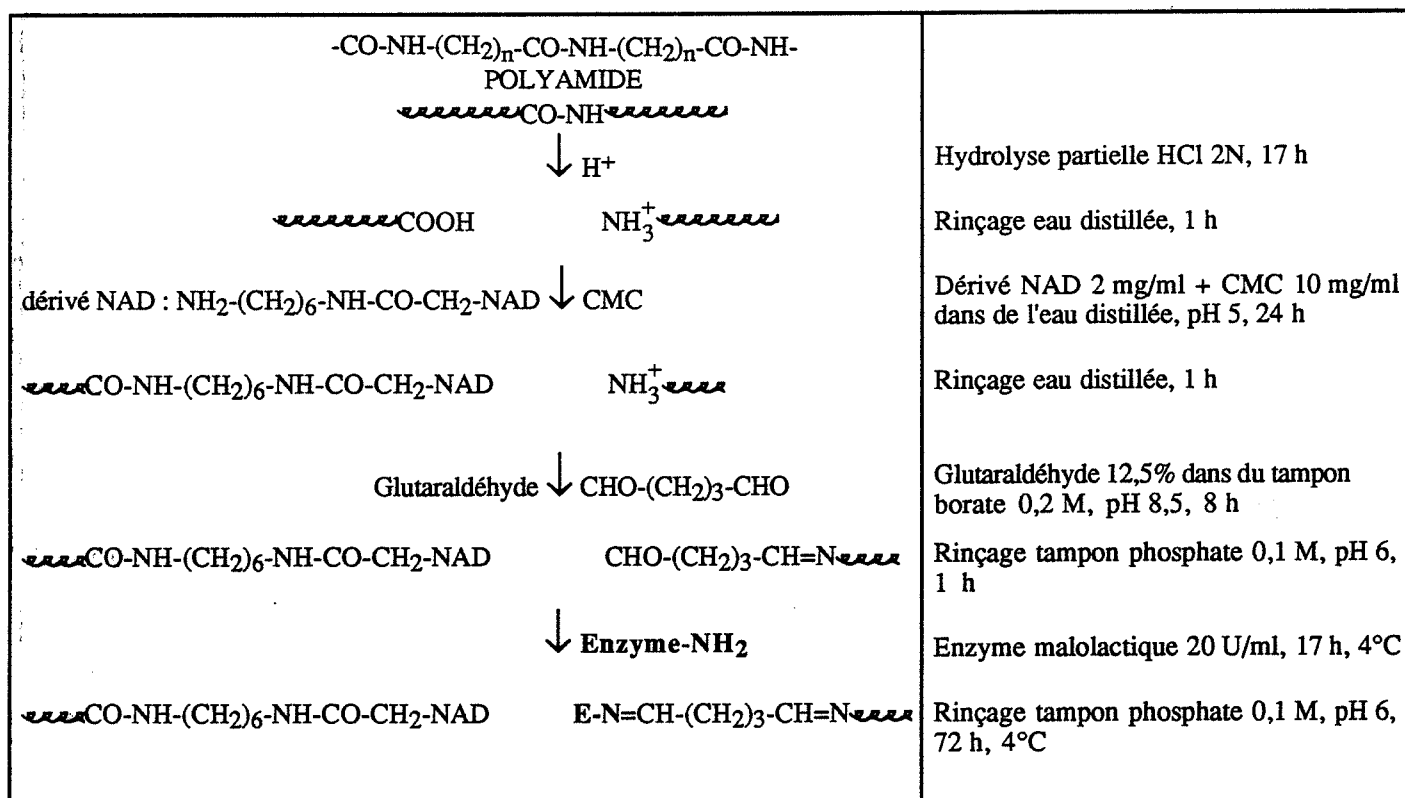 -CO-NH-(CH2)n-CO-NH-(CH2)n-CO-NH-
POLYAMIDE
CO-NH
H+
Hydrolyse partielle HCl 2N, 17 h
COOH NH3+
Rinçage eau distillée, 1 h
dérivé NAD : NH2-(CH2)6-NH-CO-CH2-NAD CMC
Dérivé NAD 2 mg/ml + CMC 10 mg/ml
dans de l'eau distillée, pH 5, 24 h
CO-NH-(CH2)6-NH-CO-CH2-NAD NH3+
Rinçage eau distillée, 1 h
Glutaraldéhyde CHO-(CH2)3-CHO
Glutaraldéhyde 12,5% dans du tampon
borate 0,2 M, pH 8,5, 8 h
CO-NH-(CH2)6-NH-CO-CH2-NAD CHO-(CH2)3-CH=N
Rinçage tampon phosphate 0,1 M, pH 6,
1 h
Enzyme-NH2
Enzyme malolactique 20 U/ml, 17 h, 4°C
CO-NH-(CH2)6-NH-CO-CH2-NAD E-N=CH-(CH2)3-CH=N
Rinçage tampon phosphate 0,1 M, pH 6,
72 h, 4°C